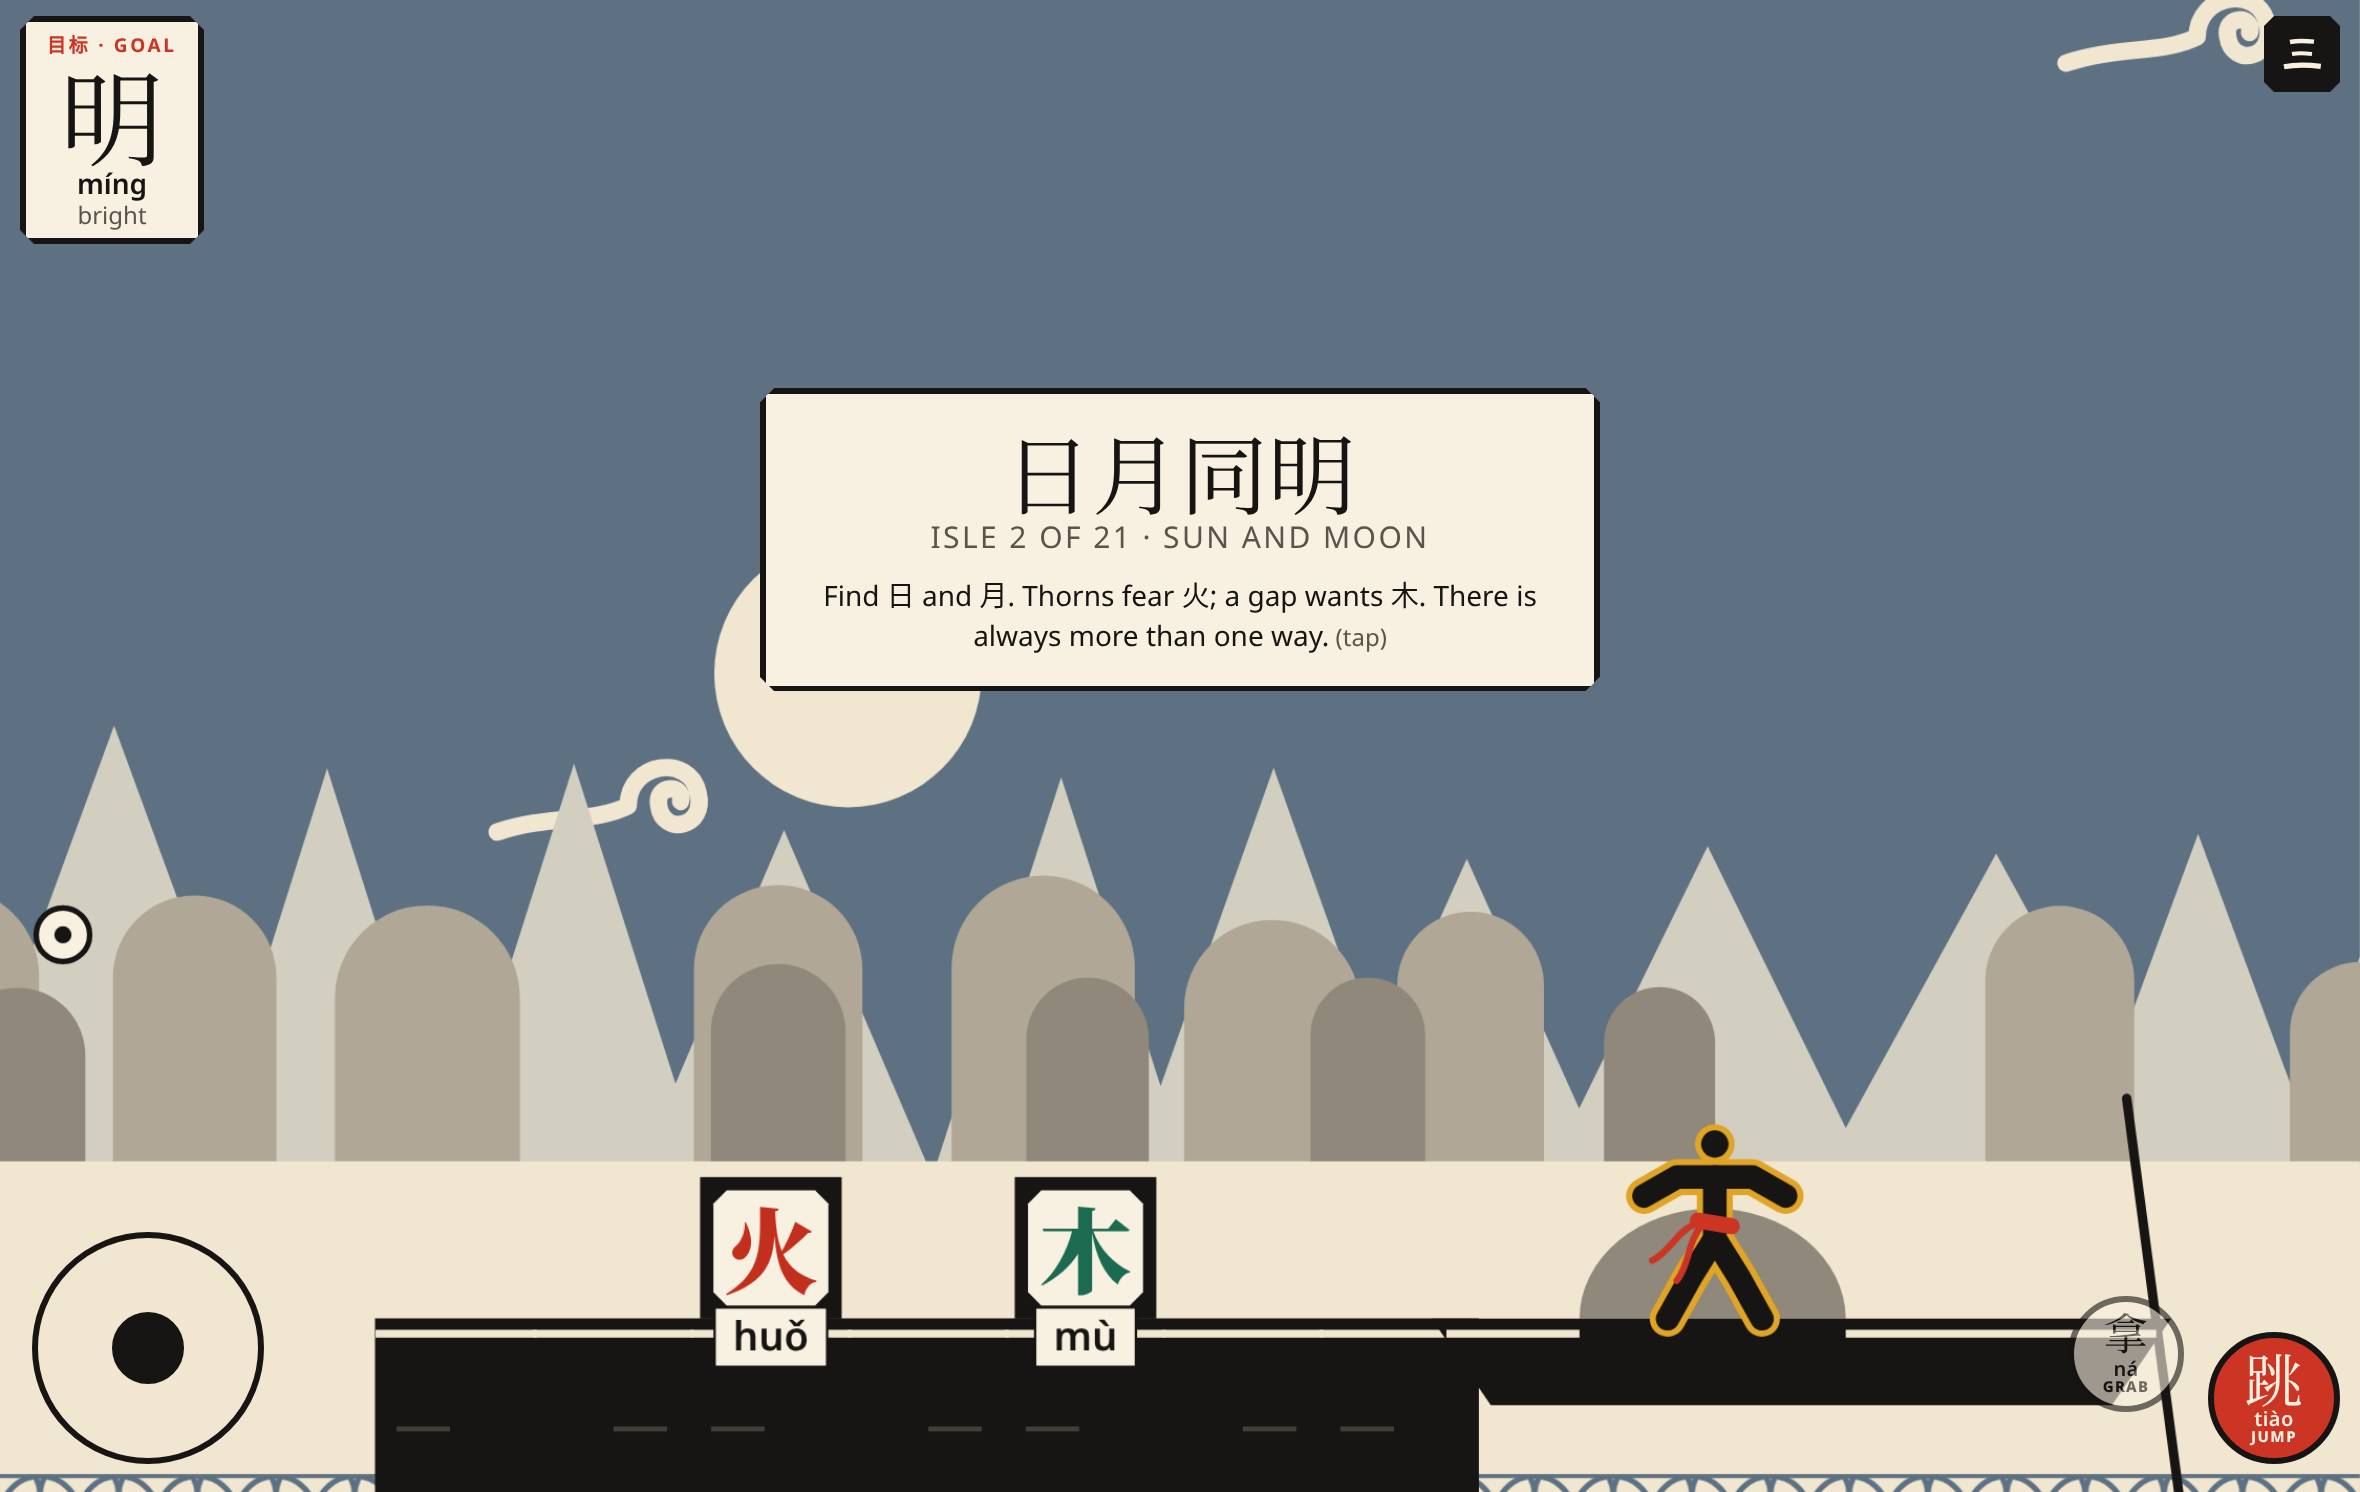 目标 · GOAL
明
míng
bright
三
日月同明
ISLE 2 OF 21 · SUN AND MOON
Find 日 and 月. Thorns fear 火; a gap wants 木. There is
always more than one way. (tap)
火
huǒ
木
mù
拿
ná
GRAB
跳
tiào
JUMP